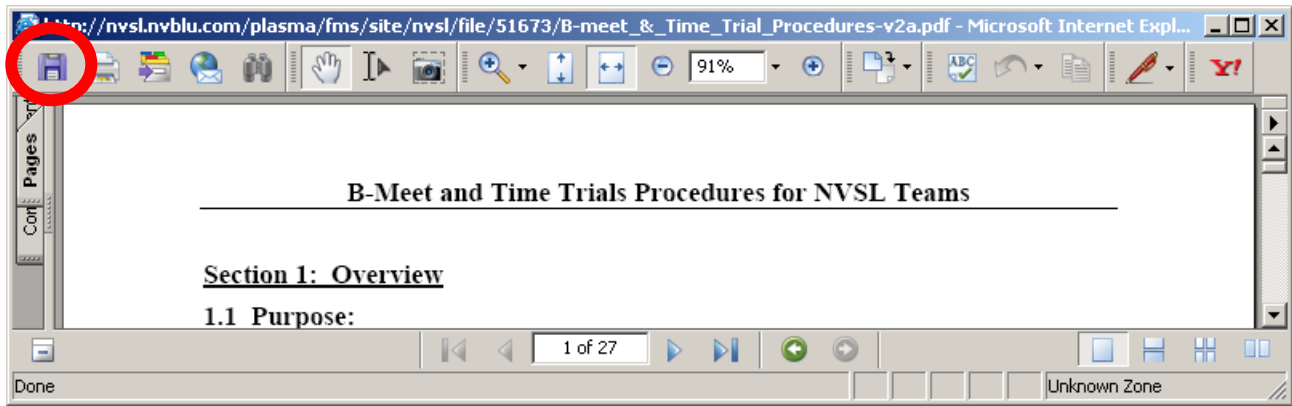 http://nvsl.nvblu.com/plasma/fms/site/nvsl/file/51673/B-meet_&_Time_Trial_Procedures-v2a.pdf - Microsoft Internet Expl...
91%
ABC
Y!
Pages
B-Meet and Time Trials Procedures for NVSL Teams
Section 1: Overview
1.1 Purpose:
1 of 27
Done
Unknown Zone